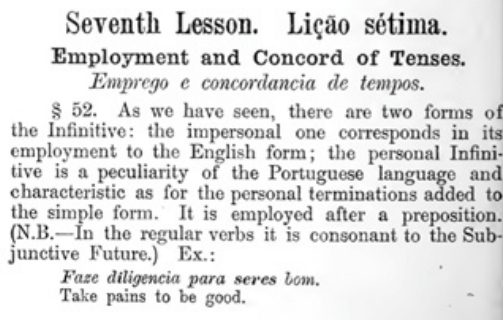 Seventh Lesson. Lição sétima.
Employment and Concord of Tenses.
Emprego e concordancia de tempos.
§ 52. As we have seen, there are two forms of
the Infinitive: the impersonal one corresponds in its
employment to the English form; the personal Infini-
tive is a peculiarity of the Portuguese language and
characteristic as for the personal terminations added to
the simple form. It is employed after a preposition.
(N.B.—In the regular verbs it is consonant to the Sub-
junctive Future.) Ex.:
Faze diligencia para seres bom.
Take pains to be good.